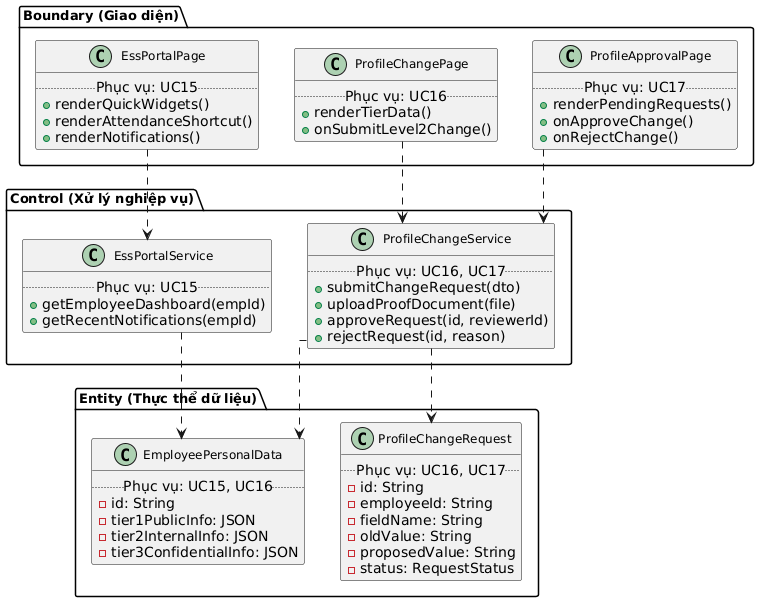 Boundary (Giao diện)
C EssPortalPage
Phục vụ: UC15
renderQuickWidgets()
renderAttendanceShortcut()
renderNotifications()
C ProfileChangePage
Phục vụ: UC16
renderTierData()
onSubmitLevel2Change()
C ProfileApprovalPage
Phục vụ: UC17
renderPendingRequests()
onApproveChange()
onRejectChange()
Control (Xử lý nghiệp vụ)
C EssPortalService
Phục vụ: UC15
getEmployeeDashboard(empId)
getRecentNotifications(empId)
C ProfileChangeService
Phục vụ: UC16, UC17
submitChangeRequest(dto)
uploadProofDocument(file)
approveRequest(id, reviewerId)
rejectRequest(id, reason)
Entity (Thực thể dữ liệu)
C EmployeePersonalData
Phục vụ: UC15, UC16
id: String
tier1PublicInfo: JSON
tier2InternalInfo: JSON
tier3ConfidentialInfo: JSON
C ProfileChangeRequest
Phục vụ: UC16, UC17
id: String
employeeId: String
fieldName: String
oldValue: String
proposedValue: String
status: RequestStatus